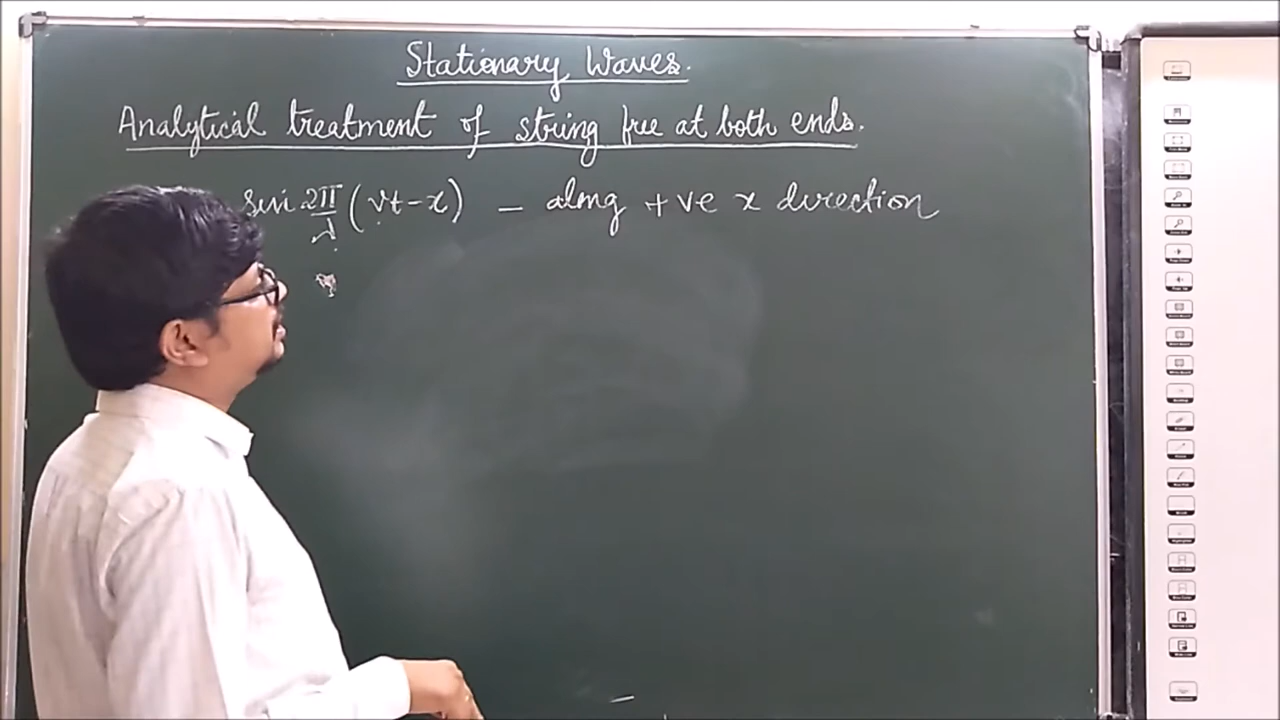 Stationary Waves.
Analytical treatment of string free at both ends.
Sin 2π/λ (vt-x) - along +ve x direction